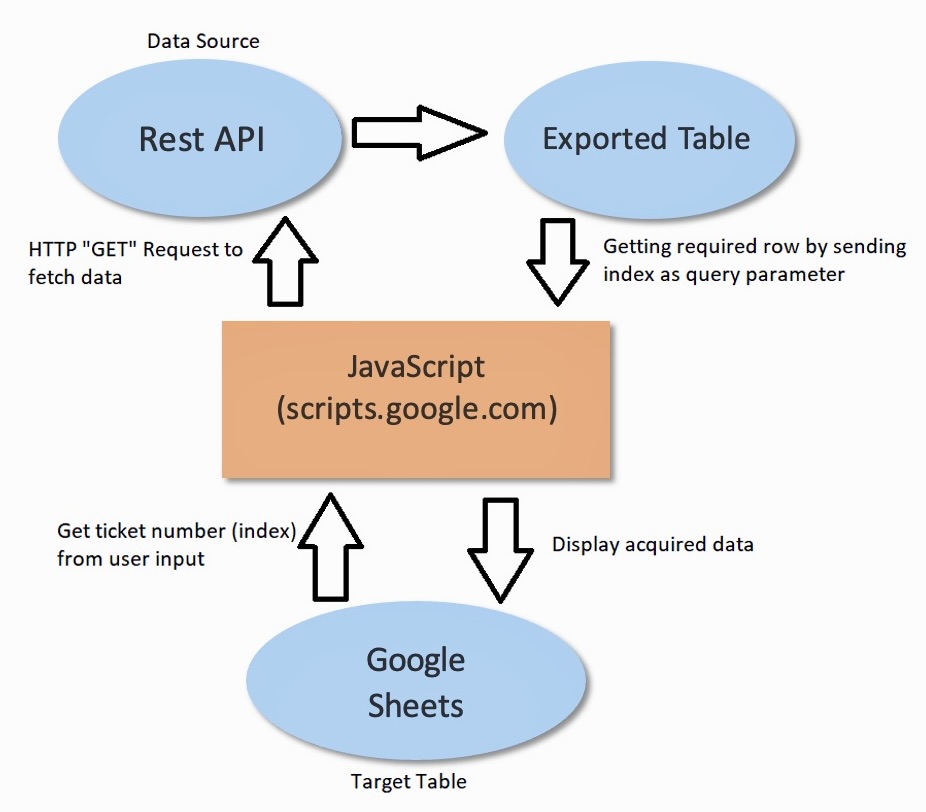 Data Source
Rest API
Exported Table
HTTP "GET" Request to
fetch data
Getting required row by sending
index as query parameter
JavaScript
(scripts.google.com)
Get ticket number (index)
from user input
Display acquired data
Google
Sheets
Target Table